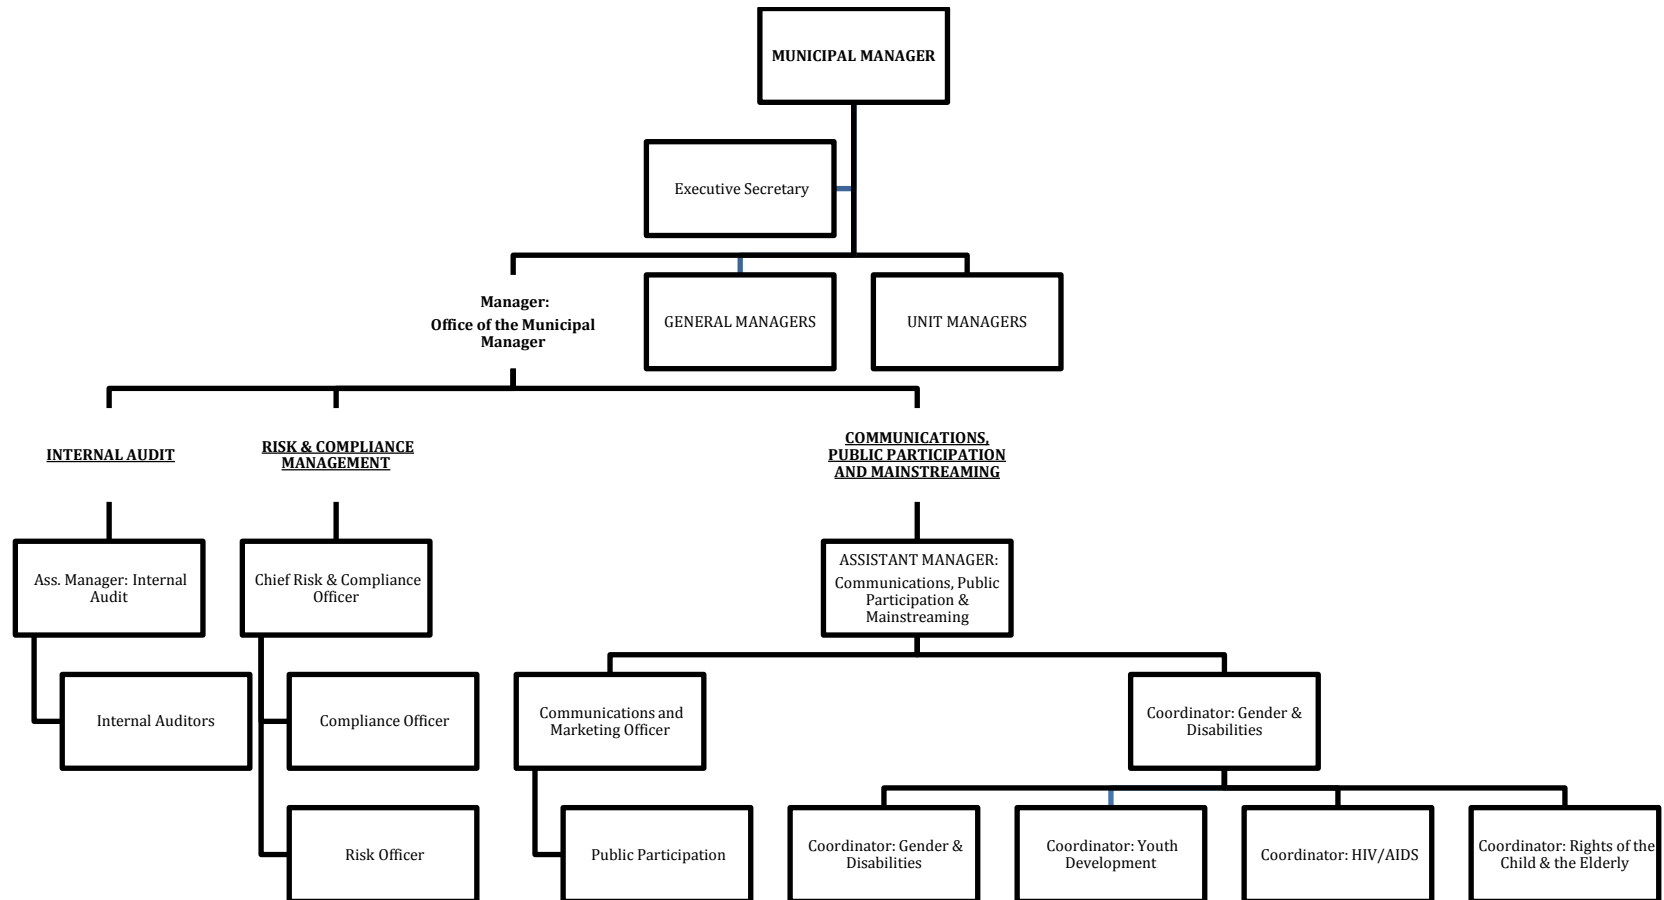 MUNICIPAL MANAGER
Executive Secretary
Manager:
Office of the Municipal
Manager
GENERAL MANAGERS
UNIT MANAGERS
INTERNAL AUDIT
RISK & COMPLIANCE
MANAGEMENT
COMMUNICATIONS,
PUBLIC PARTICIPATION
AND MAINSTREAMING
Ass. Manager: Internal
Audit
Chief Risk & Compliance
Officer
ASSISTANT MANAGER:
Communications, Public
Participation &
Mainstreaming
Internal Auditors
Compliance Officer
Communications and
Marketing Officer
Coordinator: Gender &
Disabilities
Risk Officer
Public Participation
Coordinator: Gender &
Disabilities
Coordinator: Youth
Development
Coordinator: HIV/AIDS
Coordinator: Rights of the
Child & the Elderly